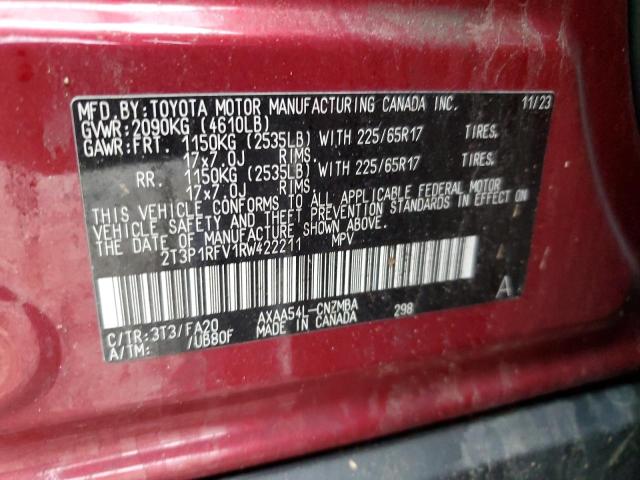 MFD.BY:TOYOTA MOTOR MANUFACTURING CANADA INC. 11/23
GVWR:2090KG (4610LB)
GAWR:FRT. 1150KG (2535LB) WITH 225/65R17 TIRES,
17x7.0J RIMS.
RR. 1150KG (2535LB) WITH 225/65R17 TIRES,
17x7.0J RIMS.
THIS VEHICLE CONFORMS TO ALL APPLICABLE FEDERAL MOTOR
VEHICLE SAFETY AND THEFT PREVENTION STANDARDS IN EFFECT ON
THE DATE OF MANUFACTURE SHOWN ABOVE.
2T3P1RFV1RW422211 MPV
A
C/TR:3T3/FA20 AXAA54L-CNZMBA 298
A/TM: /UB80F MADE IN CANADA